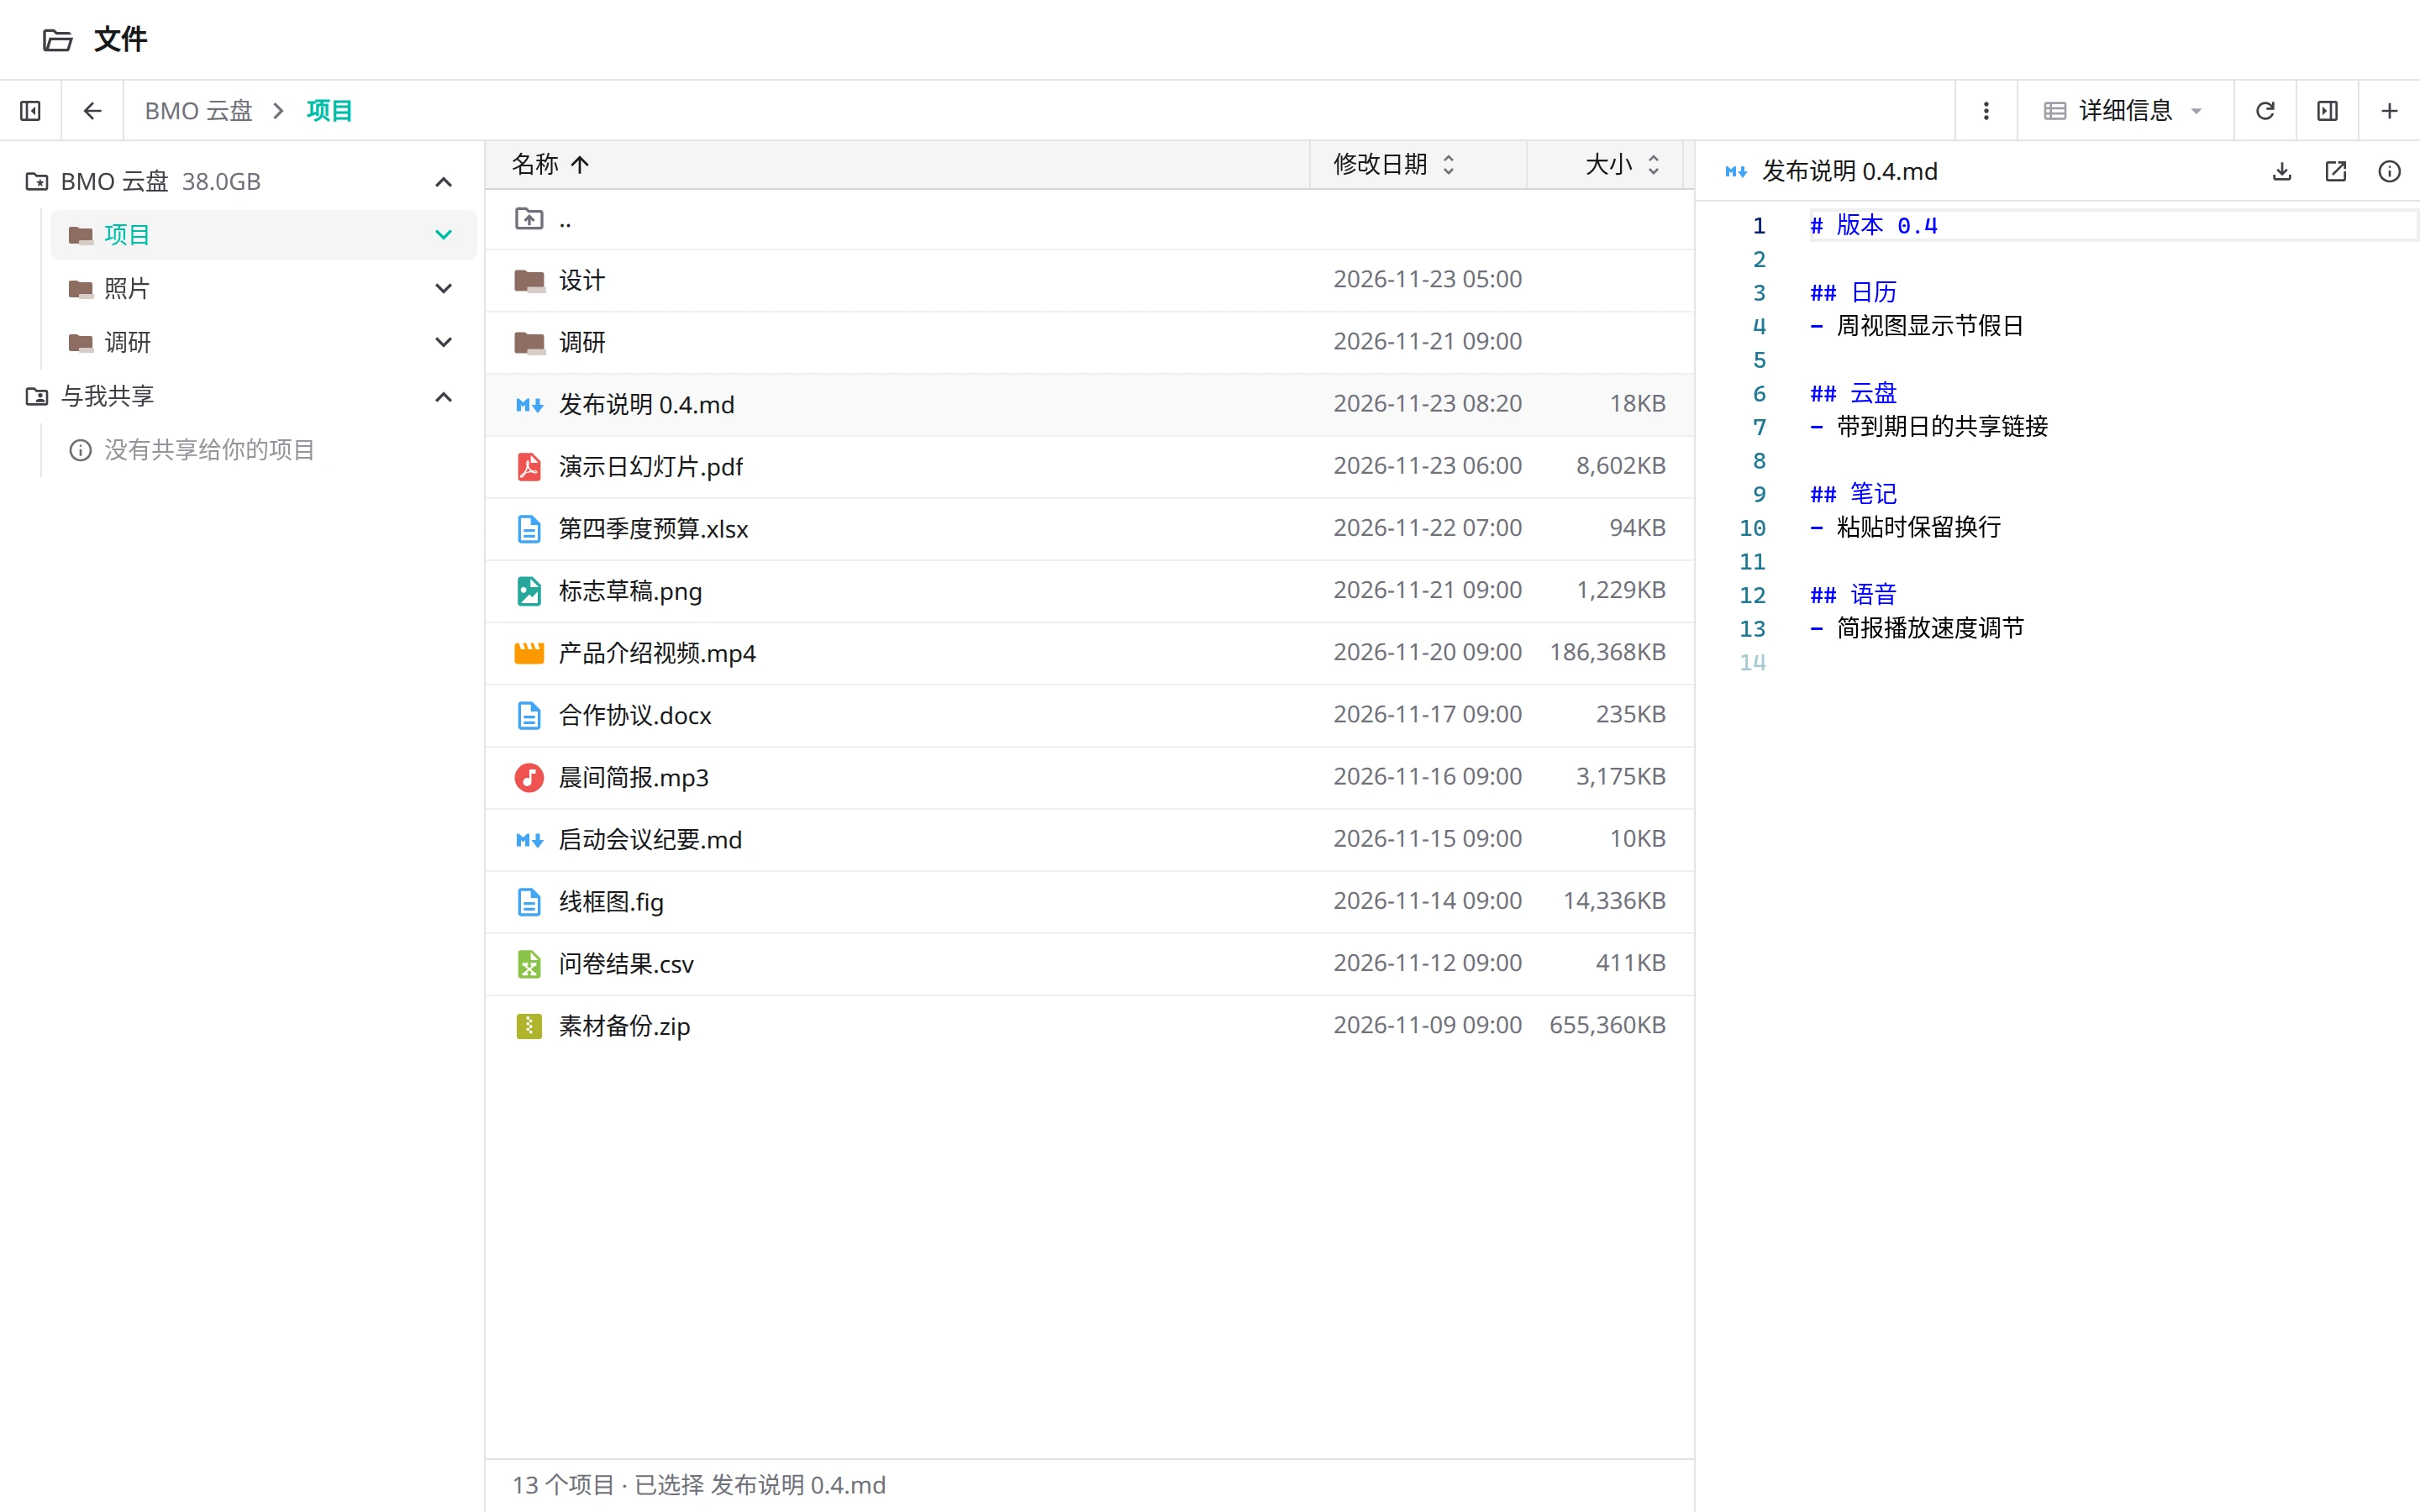 文件
BMO 云盘 项目
详细信息
BMO 云盘 38.0GB
项目
照片
调研
与我共享
没有共享给你的项目
名称 修改日期 大小
..
设计 2026-11-23 05:00
调研 2026-11-21 09:00
发布说明 0.4.md 2026-11-23 08:20 18KB
演示日幻灯片.pdf 2026-11-23 06:00 8,602KB
第四季度预算.xlsx 2026-11-22 07:00 94KB
标志草稿.png 2026-11-21 09:00 1,229KB
产品介绍视频.mp4 2026-11-20 09:00 186,368KB
合作协议.docx 2026-11-17 09:00 235KB
晨间简报.mp3 2026-11-16 09:00 3,175KB
启动会议纪要.md 2026-11-15 09:00 10KB
线框图.fig 2026-11-14 09:00 14,336KB
问卷结果.csv 2026-11-12 09:00 411KB
素材备份.zip 2026-11-09 09:00 655,360KB
13 个项目 · 已选择 发布说明 0.4.md
发布说明 0.4.md
1 # 版本 0.4
2
3 ## 日历
4 - 周视图显示节假日
5
6 ## 云盘
7 - 带到期日的共享链接
8
9 ## 笔记
10 - 粘贴时保留换行
11
12 ## 语音
13 - 简报播放速度调节
14